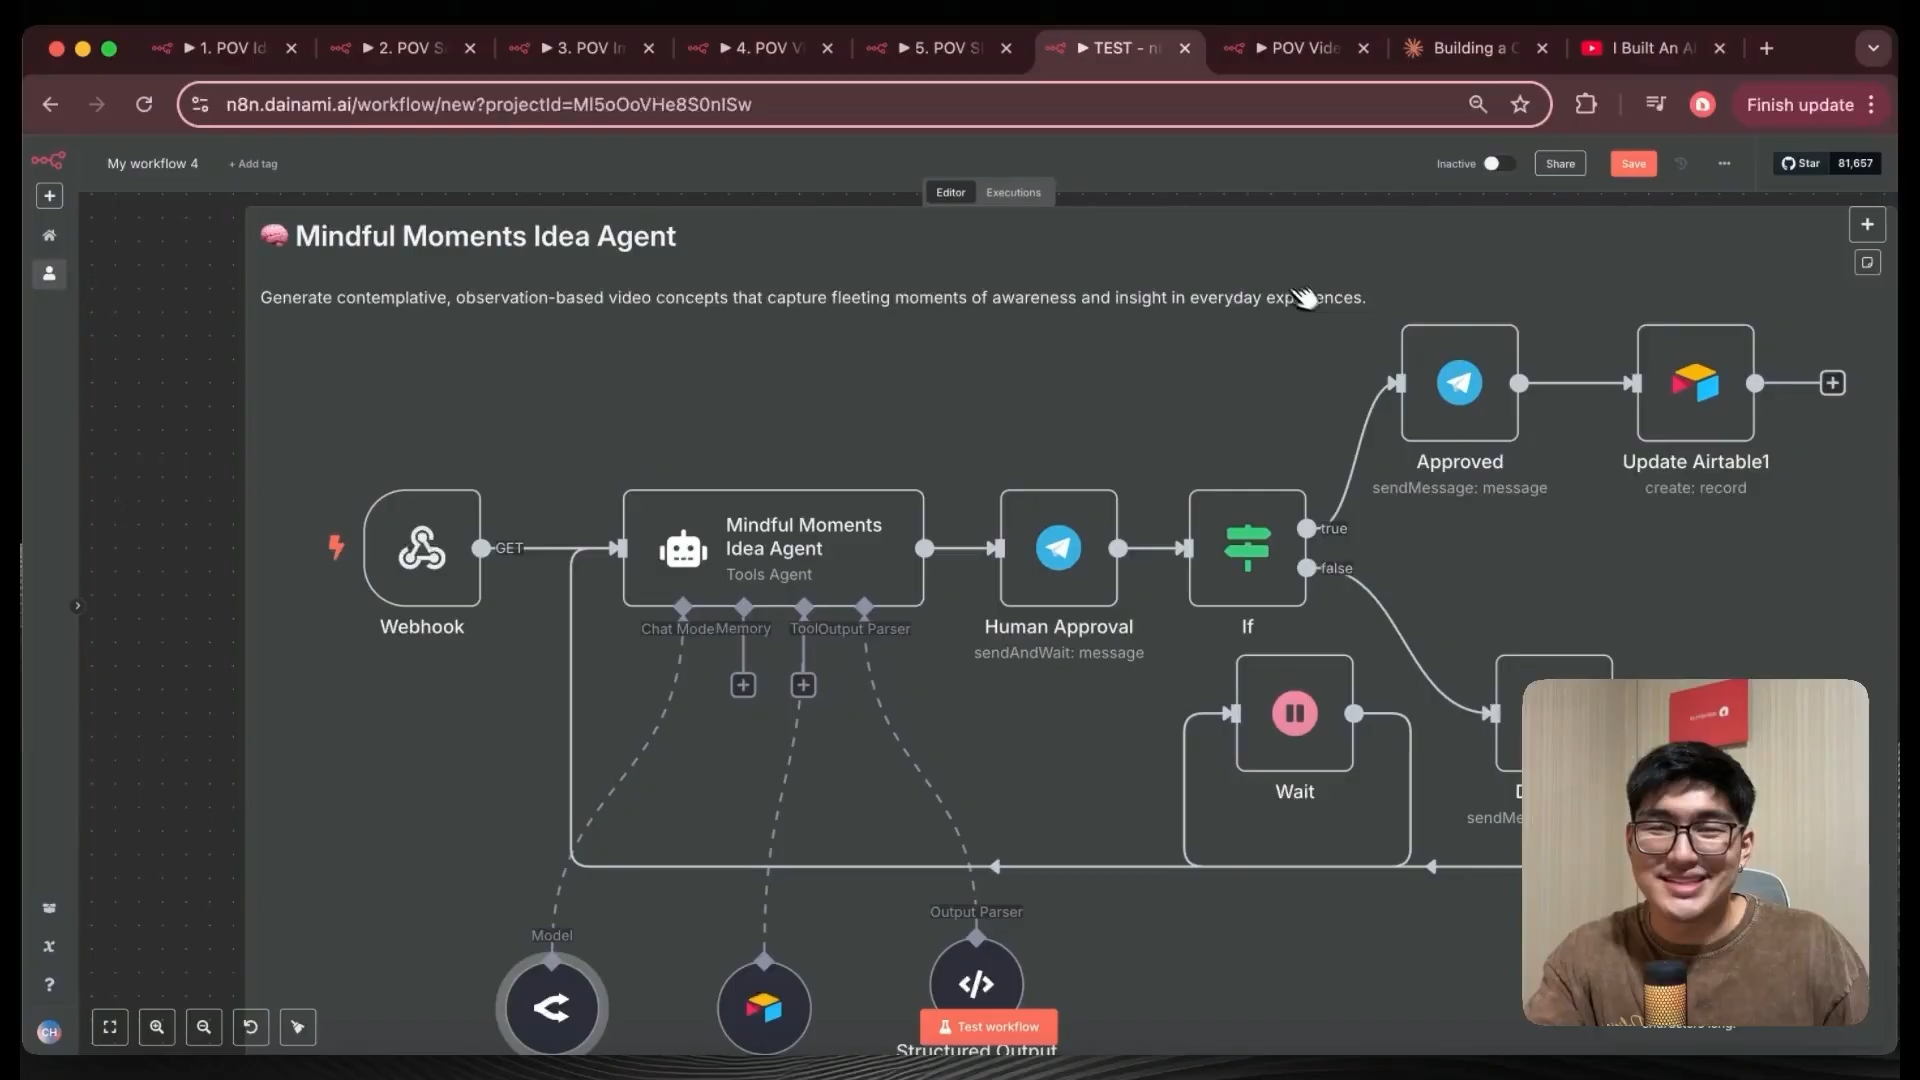 1. POV Id
2. POV S
3. POV In
4. POV V
5. POV S
TEST - n
POV Vide
Building a C
I Built An A
n8n.dainami.ai/workflow/new?projectId=MI5oOoVHe8S0nISw
Finish update
My workflow 4
+ Add tag
Inactive
Share
Save
Star
81,657
Editor
Executions
Mindful Moments Idea Agent
Generate contemplative, observation-based video concepts that capture fleeting moments of awareness and insight in everyday exp ences.
Approved
sendMessage: message
Update Airtable1
create: record
GET
Webhook
Mindful Moments
Idea Agent
Tools Agent
Chat Mode
Memory
Tool
Output Parser
Human Approval
sendAndWait: message
true
false
If
Wait
D
sendMe
Model
Output Parser
Test workflow
Structured Output
CH